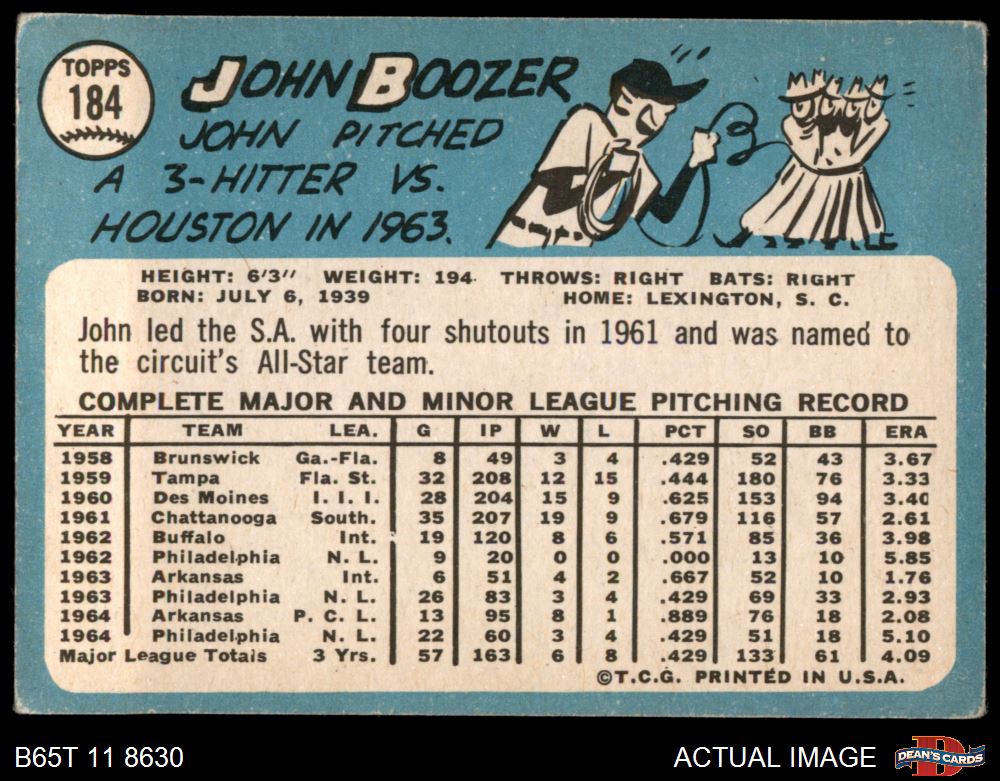 TOPPS
184
JOHN BOOZER
JOHN PITCHED
A 3-HITTER VS.
HOUSTON IN 1963.
HEIGHT: 6'3" WEIGHT: 194 THROWS: RIGHT BATS: RIGHT
BORN: JULY 6, 1939 HOME: LEXINGTON, S. C.
John led the S.A. with four shutouts in 1961 and was named to
the circuit's All-Star team.
COMPLETE MAJOR AND MINOR LEAGUE PITCHING RECORD
YEAR TEAM LEA. G IP W L PCT SO BB ERA
1958 Brunswick Ga.-Fla. 8 49 3 4 .429 52 43 3.67
1959 Tampa Fla. St. 32 208 12 15 .444 180 76 3.33
1960 Des Moines I. I. I. 28 204 15 9 .625 153 94 3.40
1961 Chattanooga South. 35 207 19 9 .679 116 57 2.61
1962 Buffalo Int. 19 120 8 6 .571 85 36 3.98
1962 Philadelphia N. L. 9 20 0 0 .000 13 10 5.85
1963 Arkansas Int. 6 51 4 2 .667 52 10 1.76
1963 Philadelphia N. L. 26 83 3 4 .429 69 33 2.93
1964 Arkansas P. C. L. 13 95 8 1 .889 76 18 2.08
1964 Philadelphia N. L. 22 60 3 4 .429 51 18 5.10
Major League Totals 3 Yrs. 57 163 6 8 .429 133 61 4.09
©T.C.G. PRINTED IN U.S.A.
B65T 11 8630 ACTUAL IMAGE DEAN'S CARDS